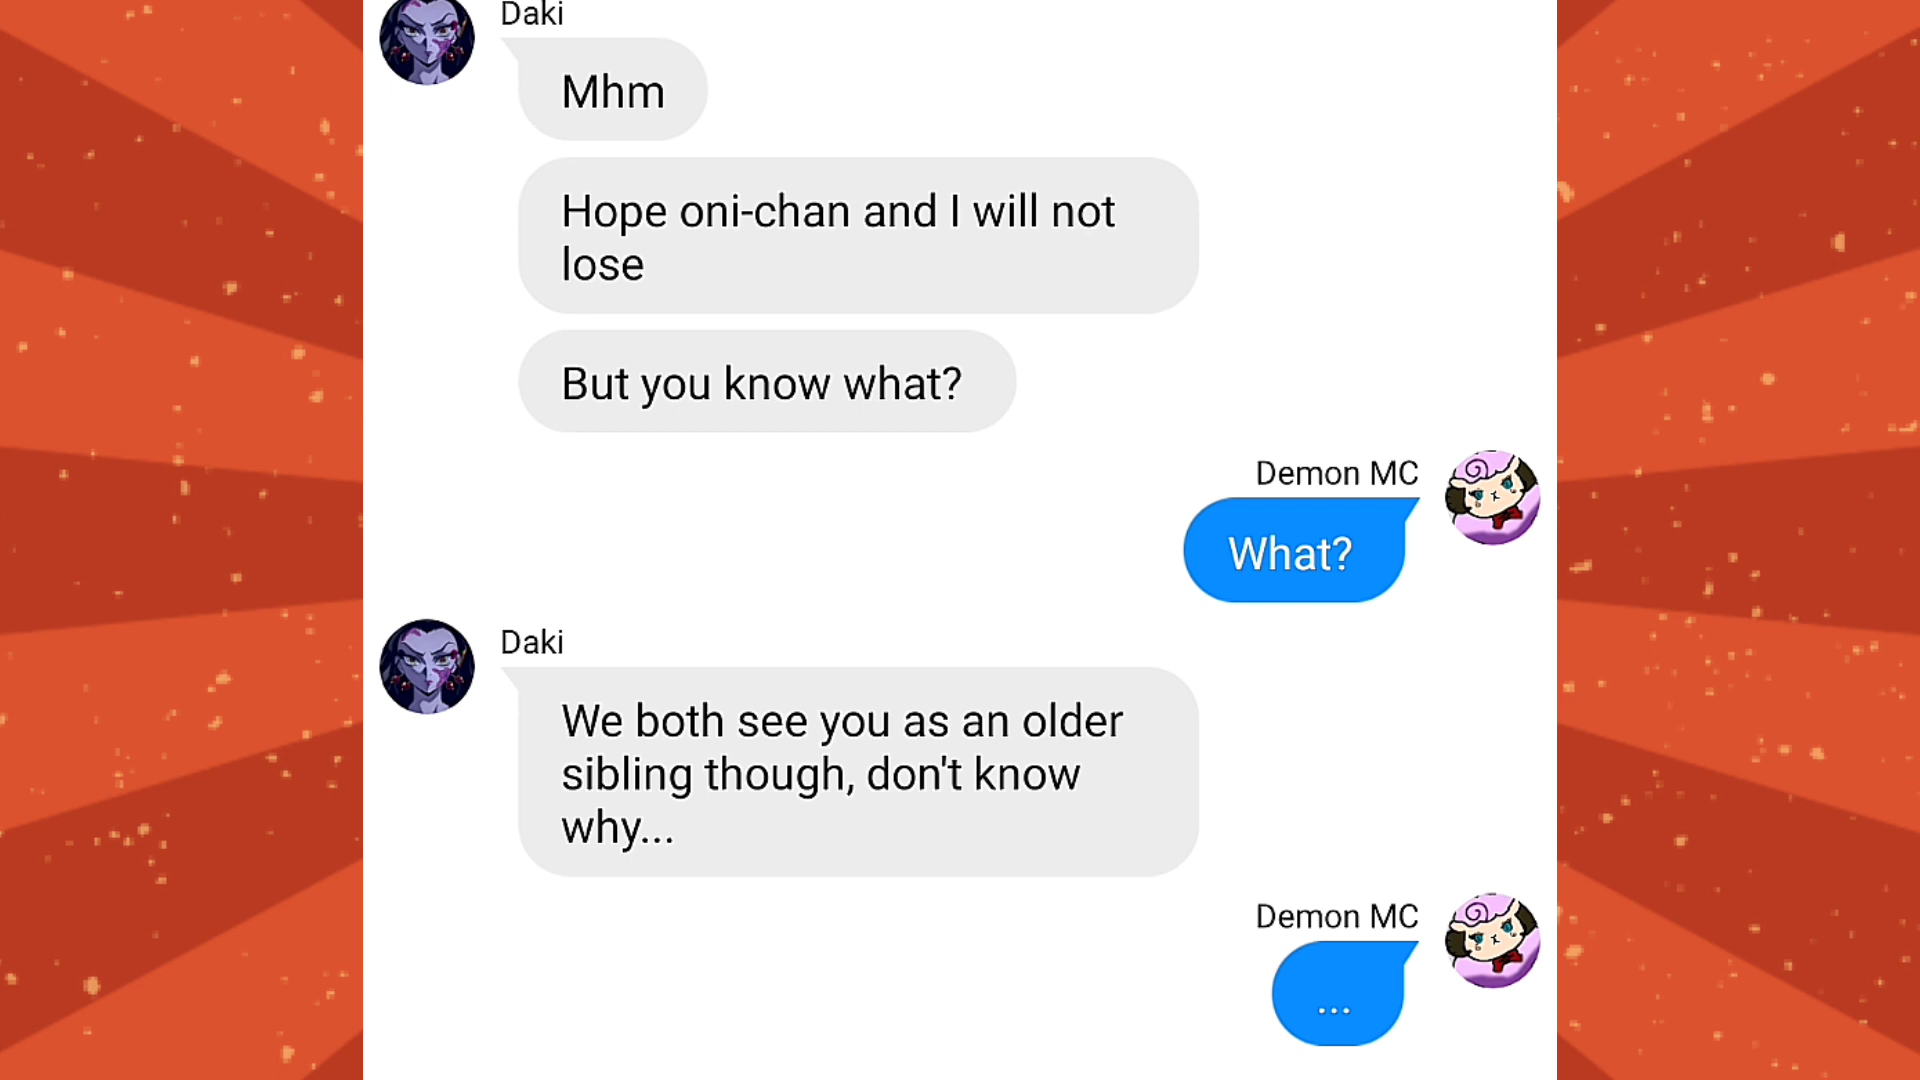 Daki
Mhm
Hope oni-chan and I will not
lose
But you know what?
Demon MC
What?
Daki
We both see you as an older
sibling though, don't know
why...
Demon MC
...